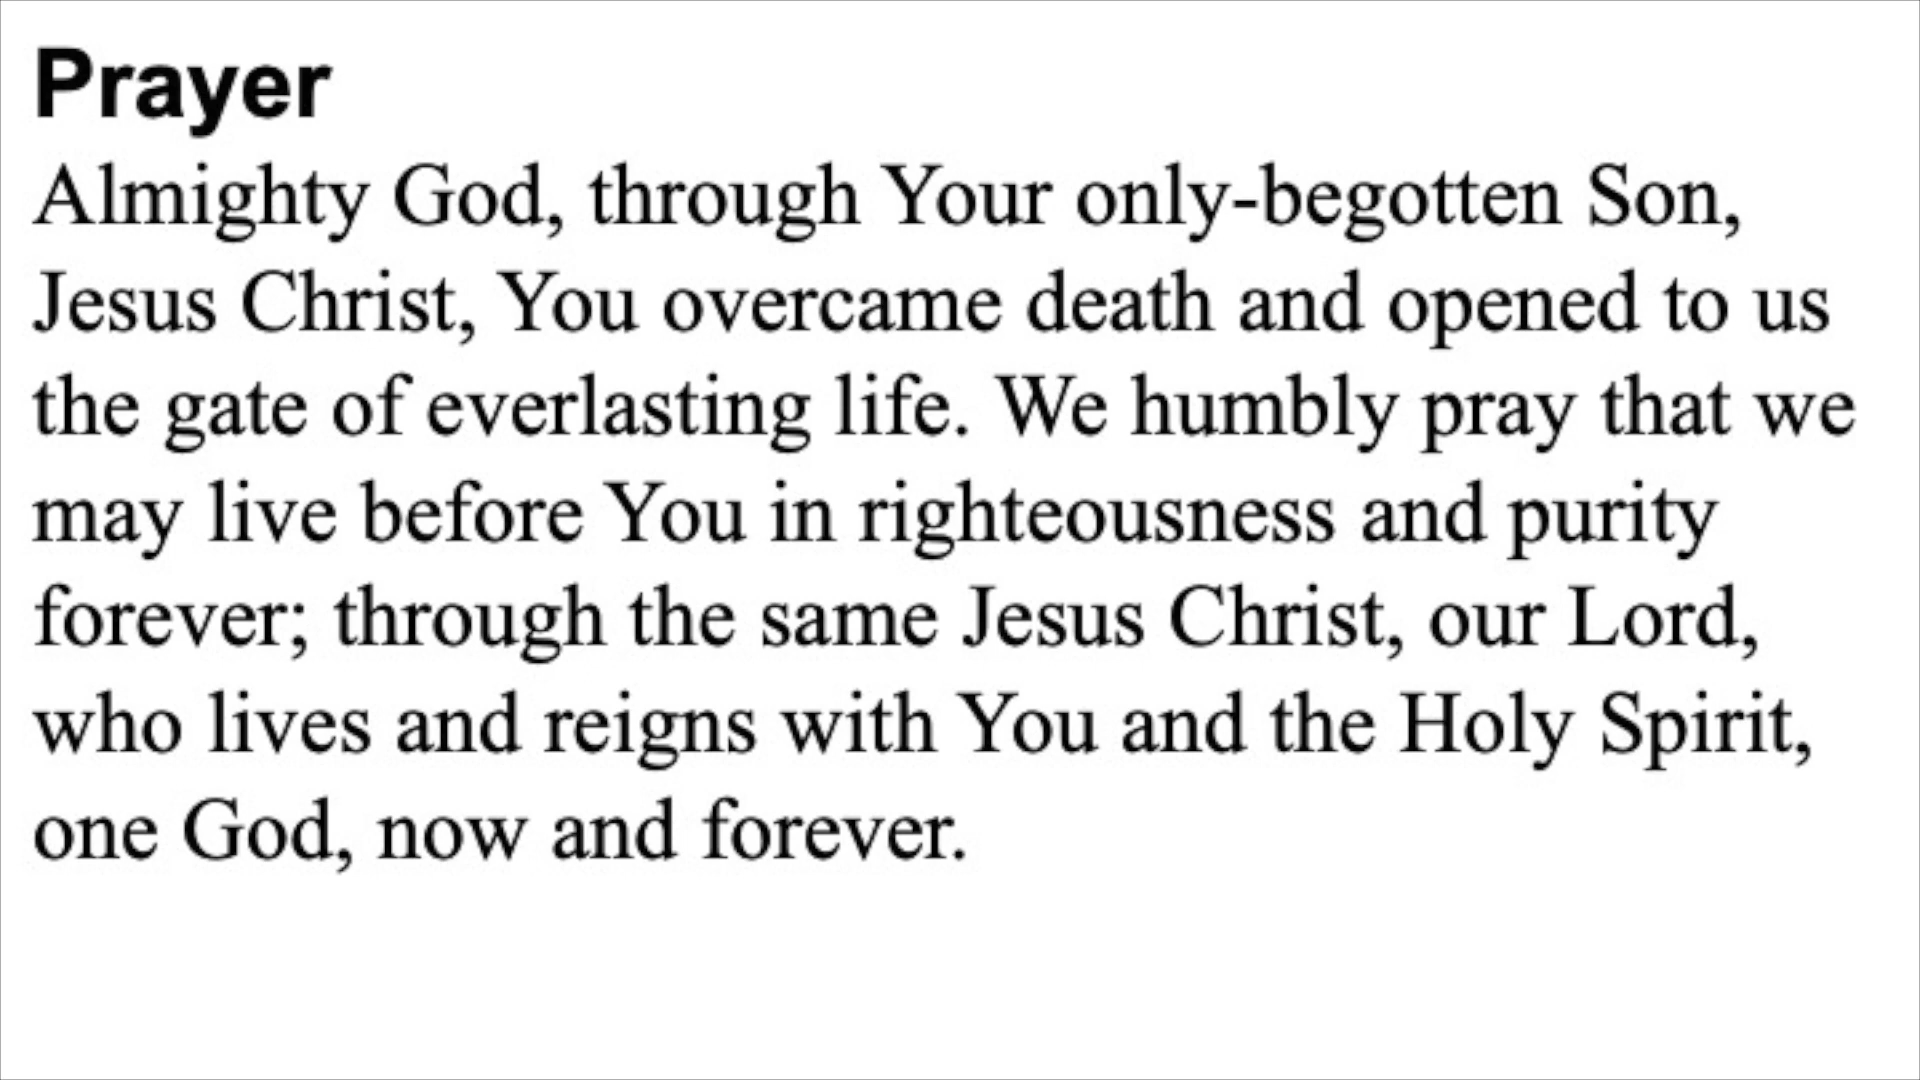 Prayer
Almighty God, through Your only-begotten Son,
Jesus Christ, You overcame death and opened to us
the gate of everlasting life. We humbly pray that we
may live before You in righteousness and purity
forever; through the same Jesus Christ, our Lord,
who lives and reigns with You and the Holy Spirit,
one God, now and forever.